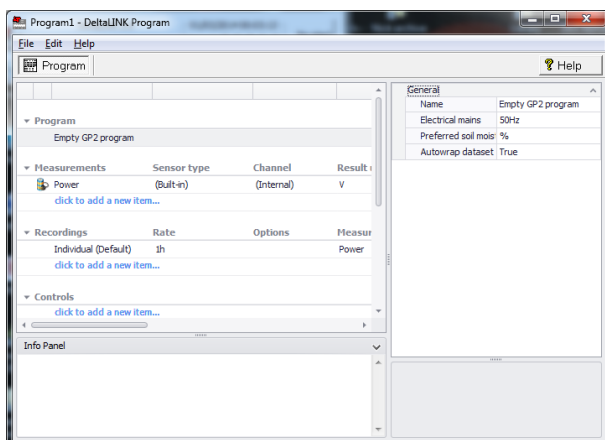 Program1 - DeltaLINK Program
File Edit Help
Program
Help
Program
Empty GP2 program
Measurements Sensor type Channel Result
Power (Built-in) (Internal) V
click to add a new item...
Recordings Rate Options Measur
Individual (Default) 1h Power
click to add a new item...
Controls
click to add a new item...
Info Panel
General
Name Empty GP2 program
Electrical mains 50Hz
Preferred soil mois %
Autowrap dataset True